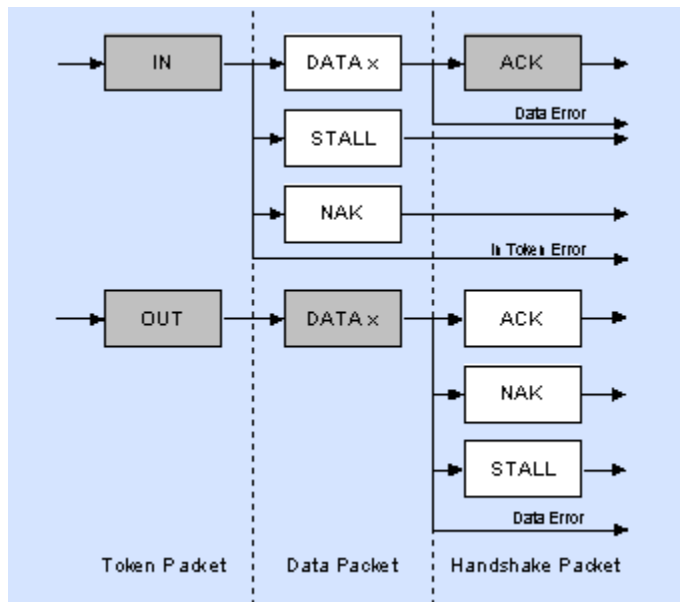 IN
DATA x
ACK
Data Error
STALL
NAK
In Token Error
OUT
DATA x
ACK
NAK
STALL
Data Error
Token Packet
Data Packet
Handshake Packet